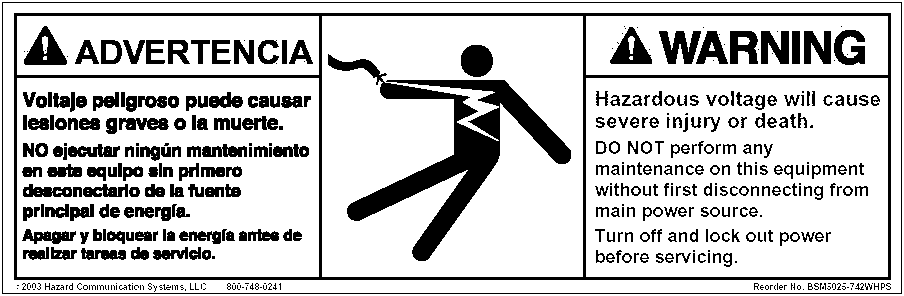 ADVERTENCIA
Voltaje peligroso puede causar
lesiones graves o la muerte.
NO ejecutar ningún mantenimiento
en este equipo sin primero
desconectarlo de la fuente
principal de energía.
Apagar y bloquear la energía antes de
realizar tareas de servicio.
WARNING
Hazardous voltage will cause
severe injury or death.
DO NOT perform any
maintenance on this equipment
without first disconnecting from
main power source.
Turn off and lock out power
before servicing.
© 2003 Hazard Communication Systems, LLC 800-748-0241
Reorder No. BSM5025-742WHPS